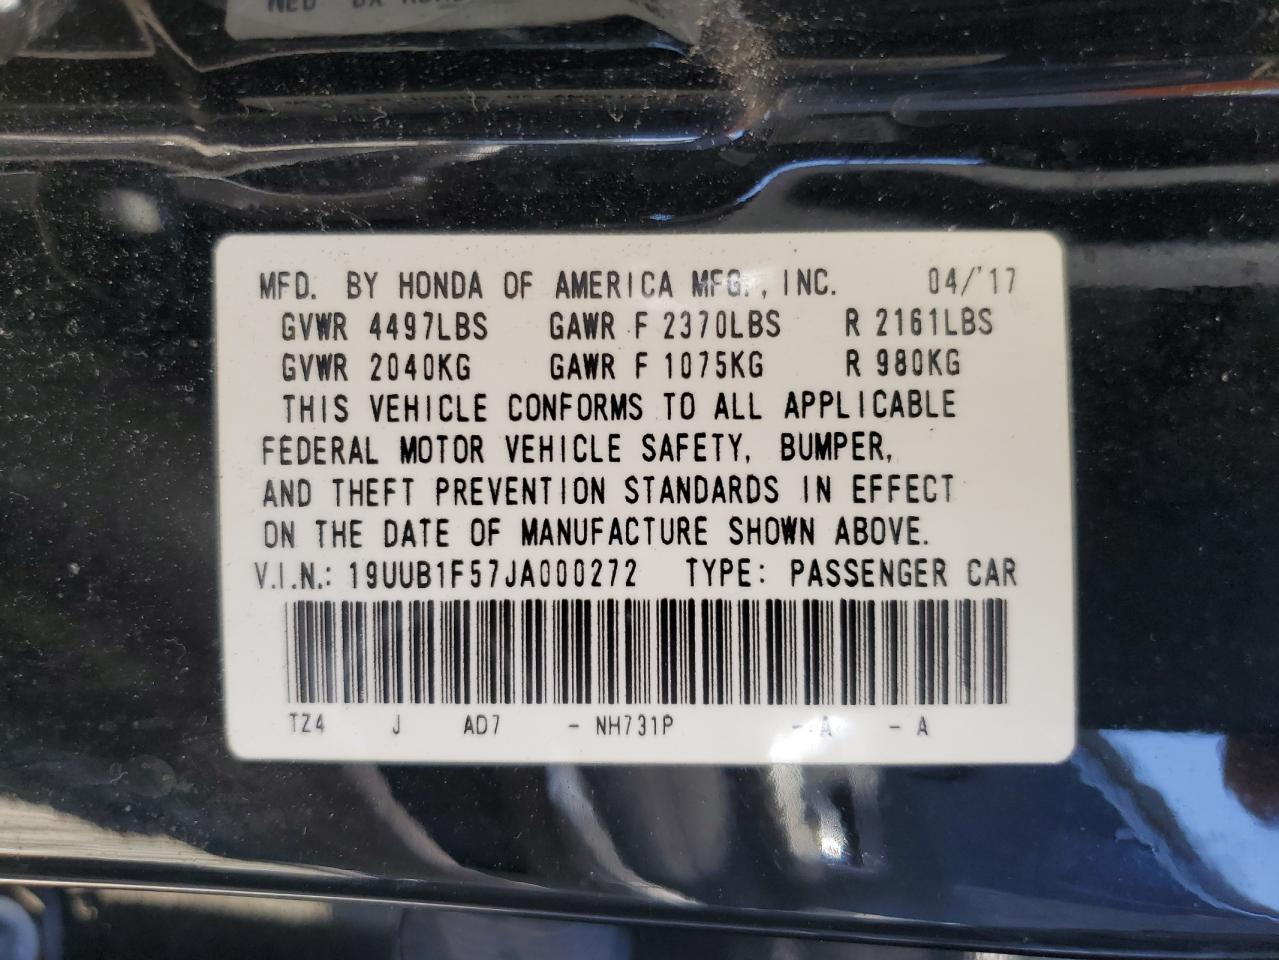 MFD. BY HONDA OF AMERICA MFG., INC. 04/'17
GVWR 4497LBS GAWR F 2370LBS R 2161LBS
GVWR 2040KG GAWR F 1075KG R 980KG
THIS VEHICLE CONFORMS TO ALL APPLICABLE
FEDERAL MOTOR VEHICLE SAFETY, BUMPER,
AND THEFT PREVENTION STANDARDS IN EFFECT
ON THE DATE OF MANUFACTURE SHOWN ABOVE.
V.I.N.: 19UUB1F57JA000272 TYPE: PASSENGER CAR
TZ4 J AD7 - NH731P - A - A